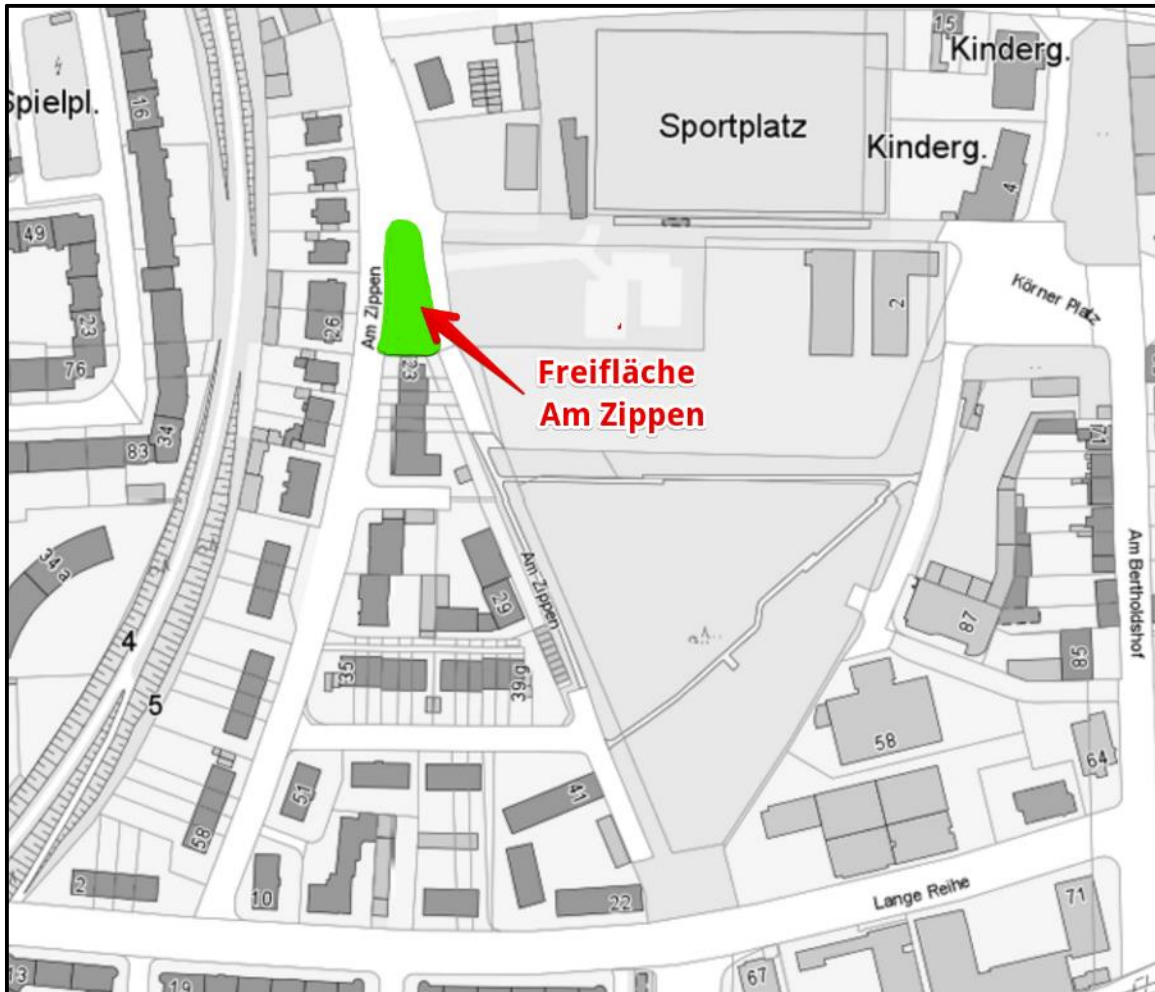 15
Kinderg.
Spielpl.
16
Sportplatz
Kinderg.
4
49
Am Zippen
Körner Platz
2
23
26
76
23
Freifläche
Am Zippen
34
83
71
34 a
Am Zippen
Am Bertholdshof
29
87
4
35
39 g
85
5
58
64
51
41
58
2
10
22
Lange Reihe
71
13
19
67